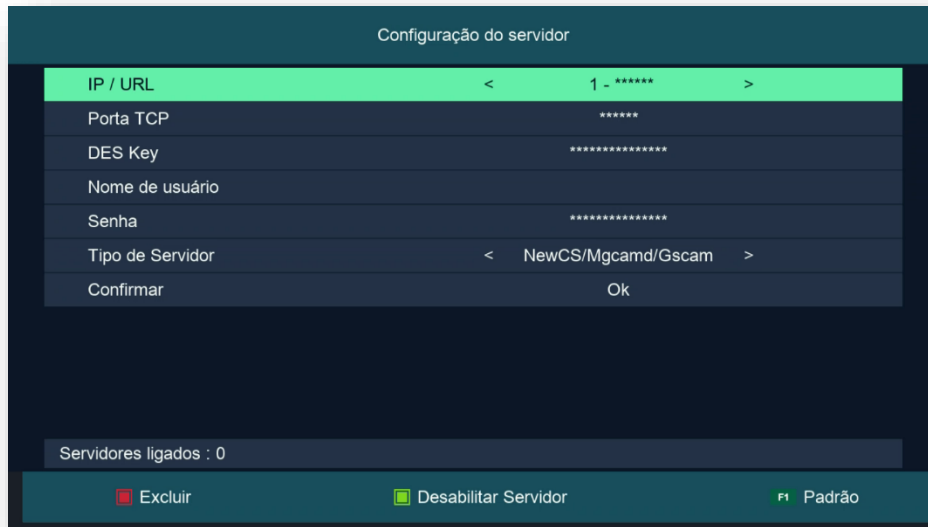 Configuração do servidor
IP / URL < 1 - ****** >
Porta TCP ******
DES Key ***************
Nome de usuário
Senha ***************
Tipo de Servidor < NewCS/Mgcamd/Gscam >
Confirmar Ok
Servidores ligados : 0
Excluir Desabilitar Servidor F1 Padrão